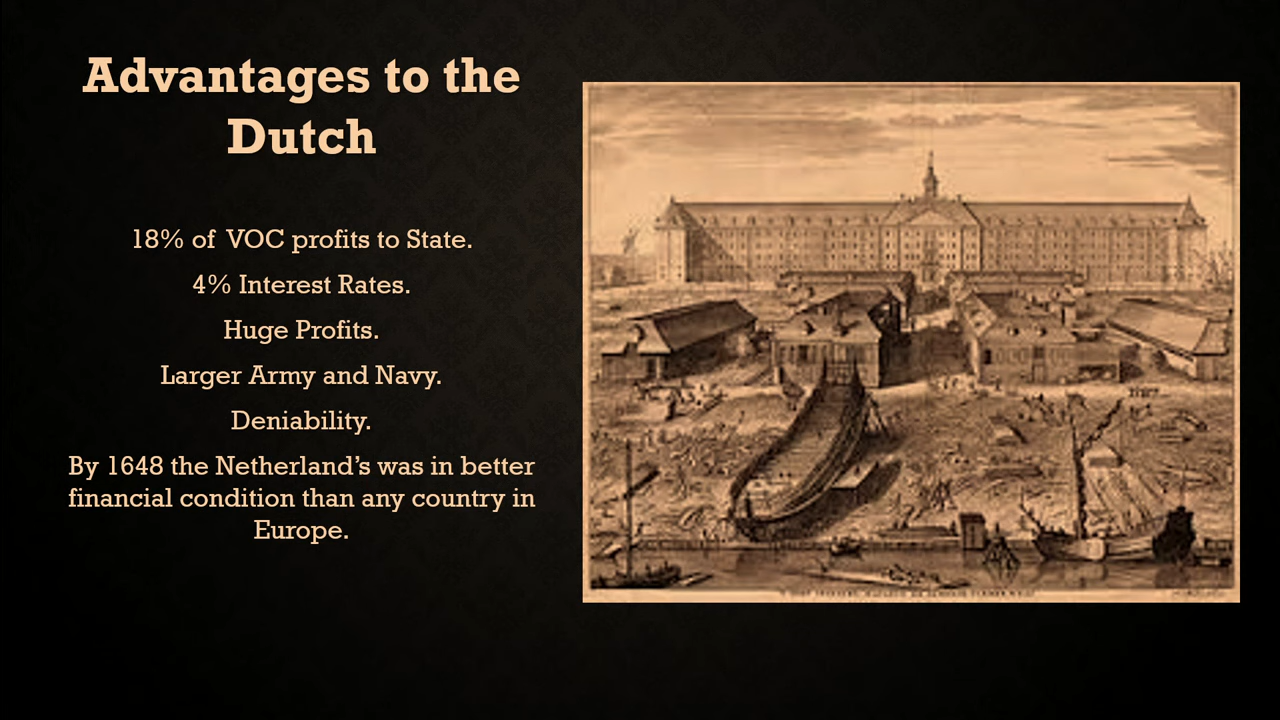 Advantages to the
Dutch
18% of VOC profits to State.
4% Interest Rates.
Huge Profits.
Larger Army and Navy.
Deniability.
By 1648 the Netherland’s was in better
financial condition than any country in
Europe.